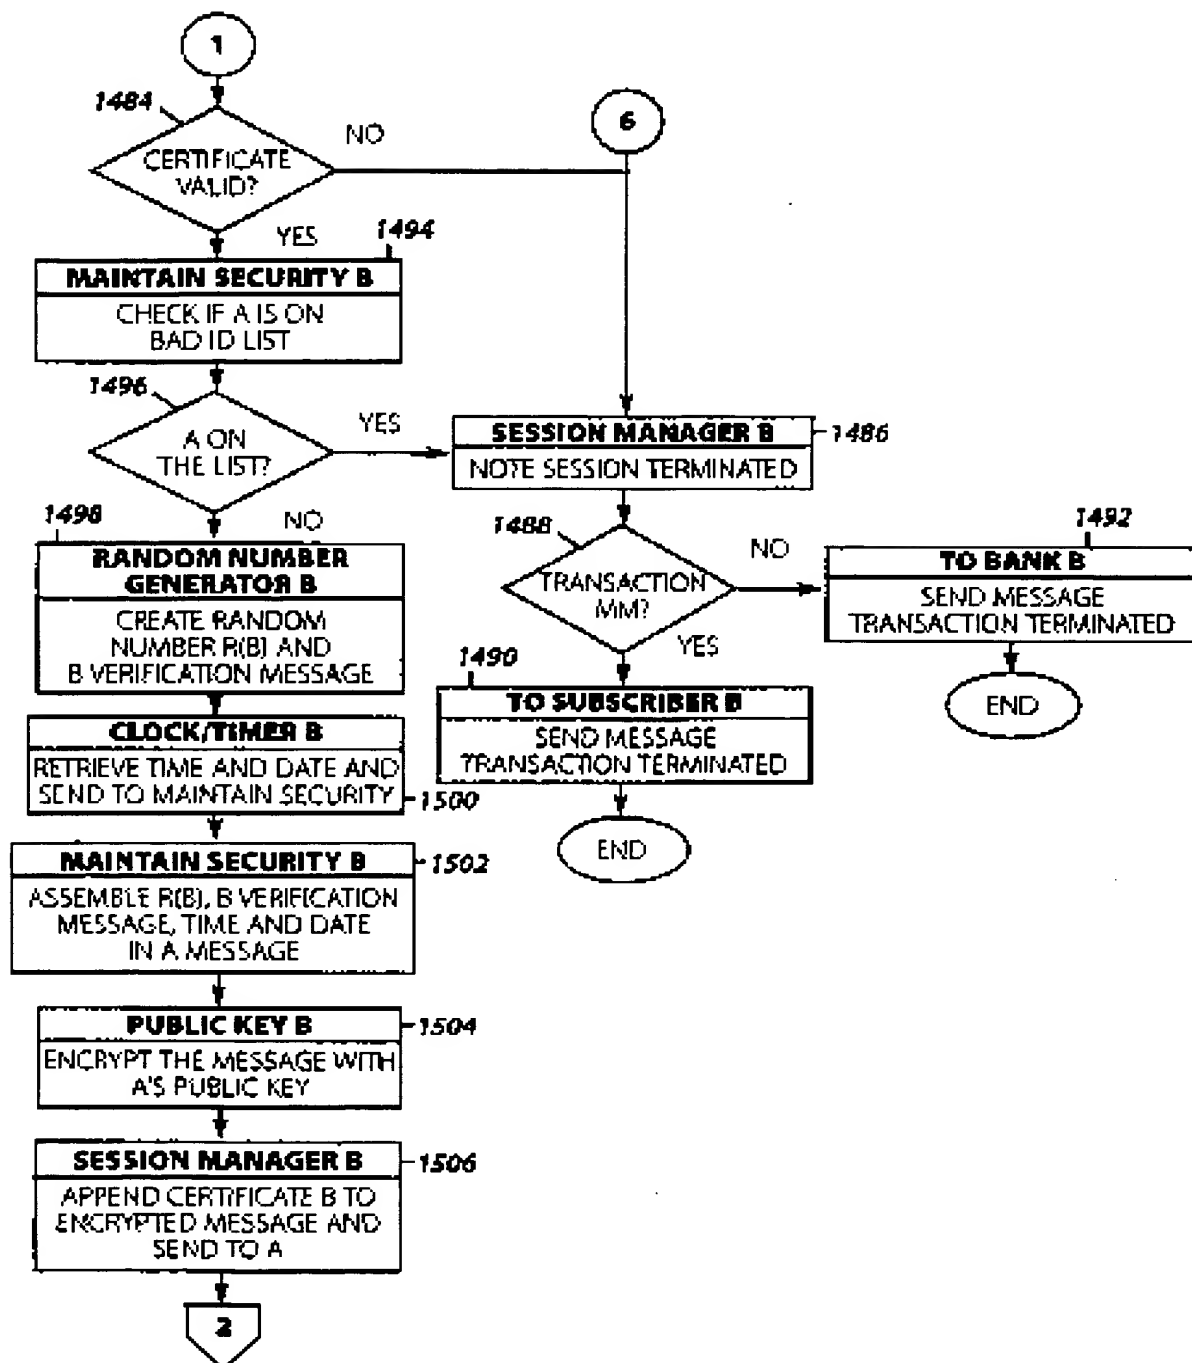 1
1484
CERTIFICATE
VALID?
NO
6
YES
1494
MAINTAIN SECURITY B
CHECK IF A IS ON
BAD ID LIST
1496
A ON
THE LIST?
YES
SESSION MANAGER B
1486
NOTE SESSION TERMINATED
1498
NO
RANDOM NUMBER
GENERATOR B
CREATE RANDOM
NUMBER R(B) AND
B VERIFICATION MESSAGE
1488
TRANSACTION
MM?
NO
1492
TO BANK B
SEND MESSAGE
TRANSACTION TERMINATED
END
YES
1490
TO SUBSCRIBER B
SEND MESSAGE
TRANSACTION TERMINATED
END
CLOCK/TIMER B
RETRIEVE TIME AND DATE AND
SEND TO MAINTAIN SECURITY
1500
MAINTAIN SECURITY B
1502
ASSEMBLE R(B), B VERIFICATION
MESSAGE, TIME AND DATE
IN A MESSAGE
PUBLIC KEY B
1504
ENCRYPT THE MESSAGE WITH
A'S PUBLIC KEY
SESSION MANAGER B
1506
APPEND CERTIFICATE B TO
ENCRYPTED MESSAGE AND
SEND TO A
2